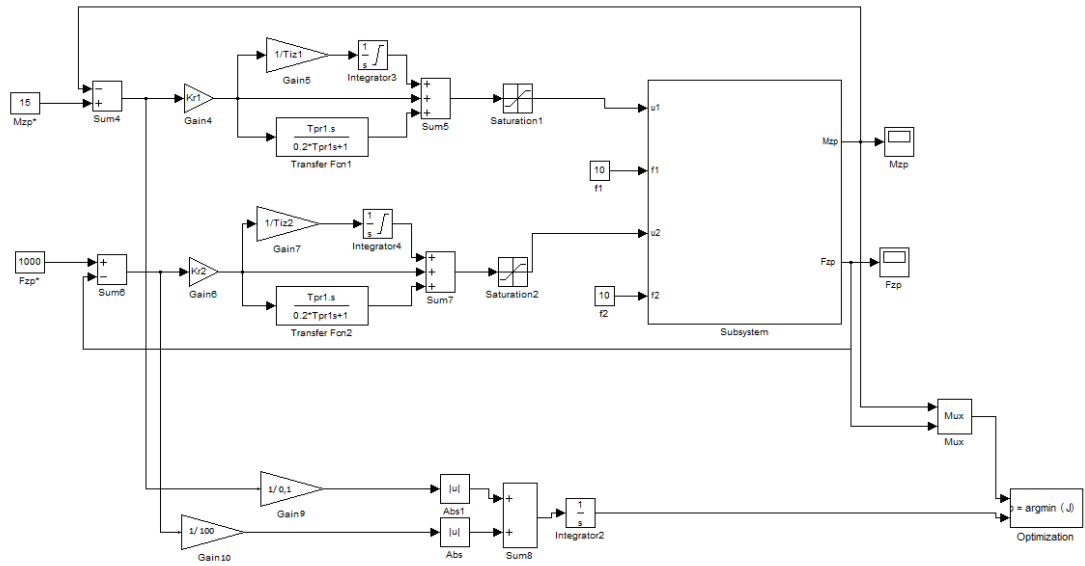 1/Tiz1
Gain5
1
s
Integrator3
15
Mzp*
−
+
Sum4
Kr1
Gain4
+
+
+
Sum5
Saturation1
Tpr1.s
0.2*Tpr1s+1
Transfer Fcn1
u1
f1
u2
f2
Mzp
Fzp
Subsystem
Mzp
10
f1
1/Tiz2
Gain7
1
s
Integrator4
1000
Fzp*
+
−
Sum6
Kr2
Gain6
+
+
+
Sum7
Saturation2
Tpr1.s
0.2*Tpr1s+1
Transfer Fcn2
10
f2
Fzp
Mux
Mux
1/ 0,1
Gain9
|u|
Abs1
1/ 100
Gain10
|u|
Abs
+
+
Sum8
1
s
Integrator2
= argmin (J)
Optimization